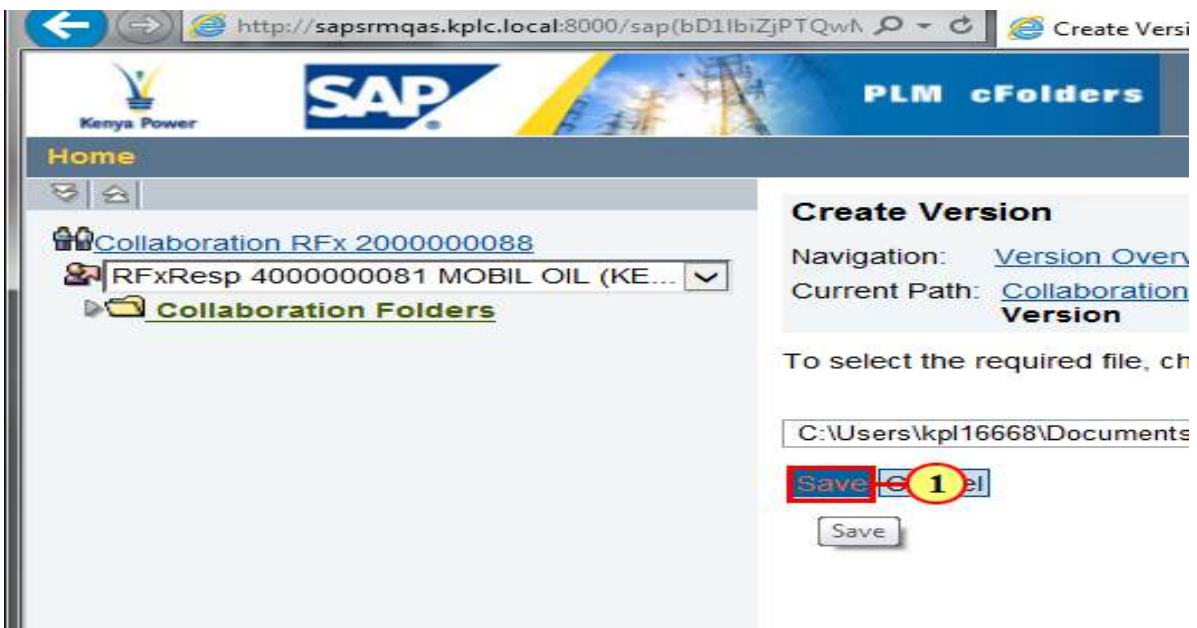 http://sapsrmqas.kplc.local:8000/sap(bD1lbiZjPTQwM
Create Versi
Kenya Power
SAP
PLM cFolders
Home
Collaboration RFx 2000000088
RFxResp 4000000081 MOBIL OIL (KE...
Collaboration Folders
Create Version
Navigation: Version Overv
Current Path: Collaboration
Version
To select the required file, ch
C:\Users\kpl16668\Documents
Save
1
Save